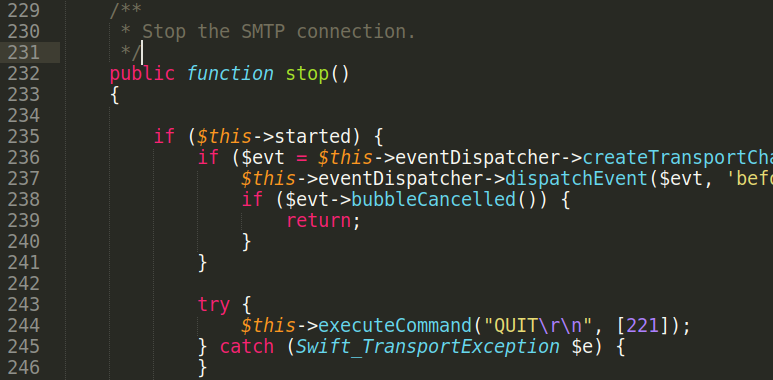 229 /**
230 * Stop the SMTP connection.
231 */
232 public function stop()
233 {
234
235 if ($this->started) {
236 if ($evt = $this->eventDispatcher->createTransportCha
237 $this->eventDispatcher->dispatchEvent($evt, 'befo
238 if ($evt->bubbleCancelled()) {
239 return;
240 }
241 }
242
243 try {
244 $this->executeCommand("QUIT\r\n", [221]);
245 } catch (Swift_TransportException $e) {
246 }